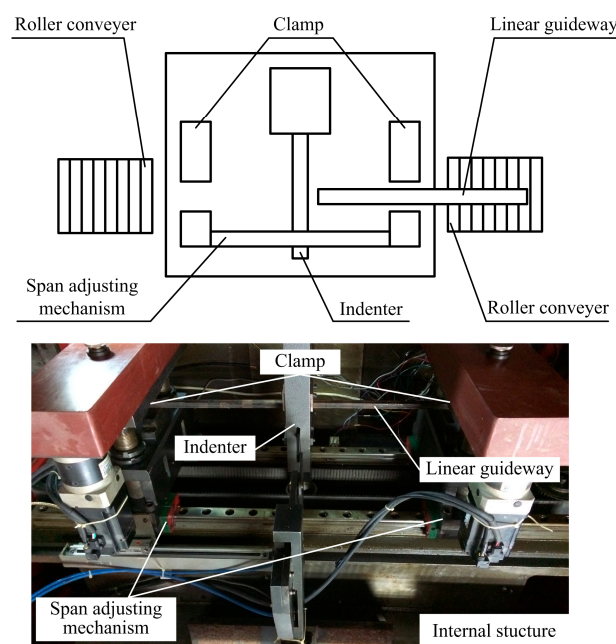 Roller conveyer
Clamp
Linear guideway
Span adjusting
mechanism
Indenter
Roller conveyer
Clamp
Indenter
Linear guideway
Span adjusting
mechanism
Internal stucture